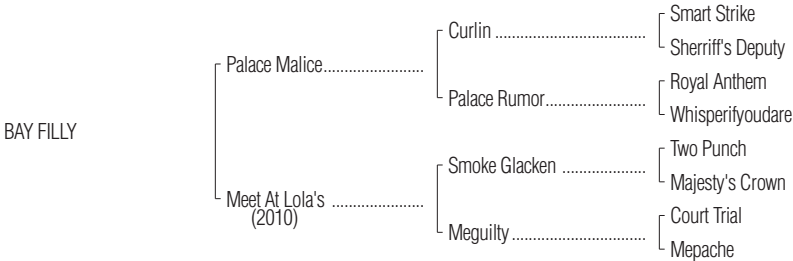 Smart Strike
Curlin ....................................
Sherriff's Deputy
Palace Malice........................
Royal Anthem
Palace Rumor........................
Whisperifyoudare
BAY FILLY
Two Punch
Smoke Glacken ....................
Majesty's Crown
Meet At Lola's ......................
(2010)
Court Trial
Meguilty................................
Mepache